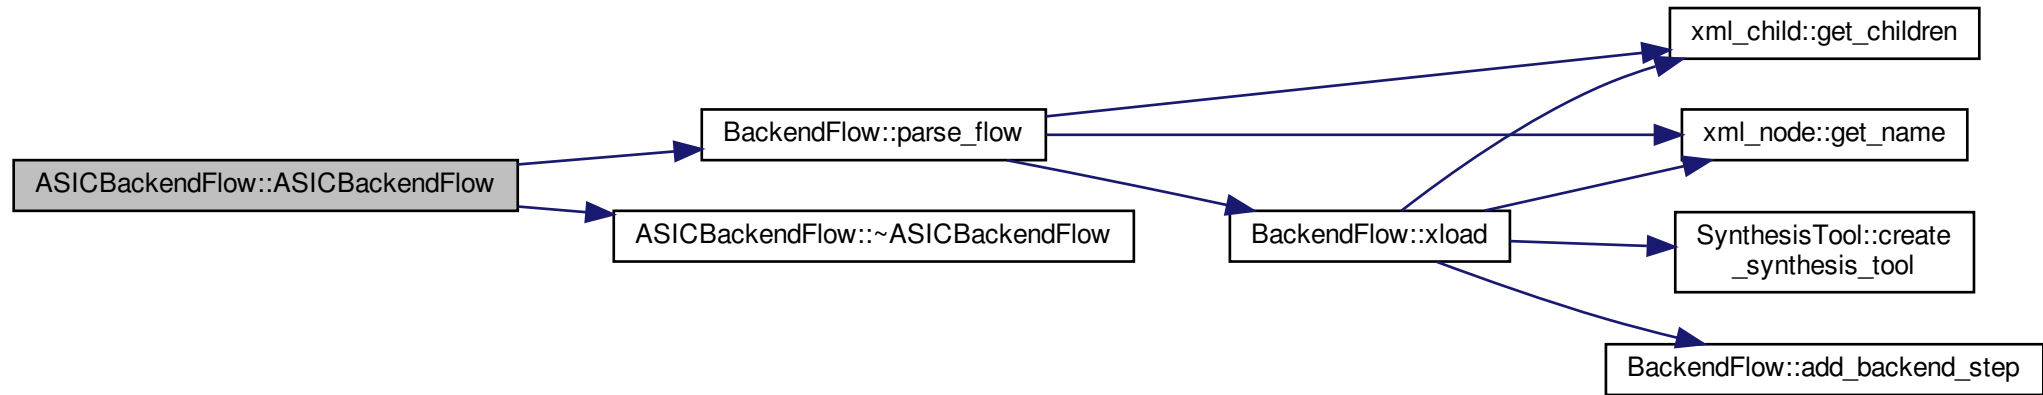 xml_child::get_children
BackendFlow::parse_flow
xml_node::get_name
ASICBackendFlow::ASICBackendFlow
ASICBackendFlow::~ASICBackendFlow
BackendFlow::xload
SynthesisTool::create
_synthesis_tool
BackendFlow::add_backend_step